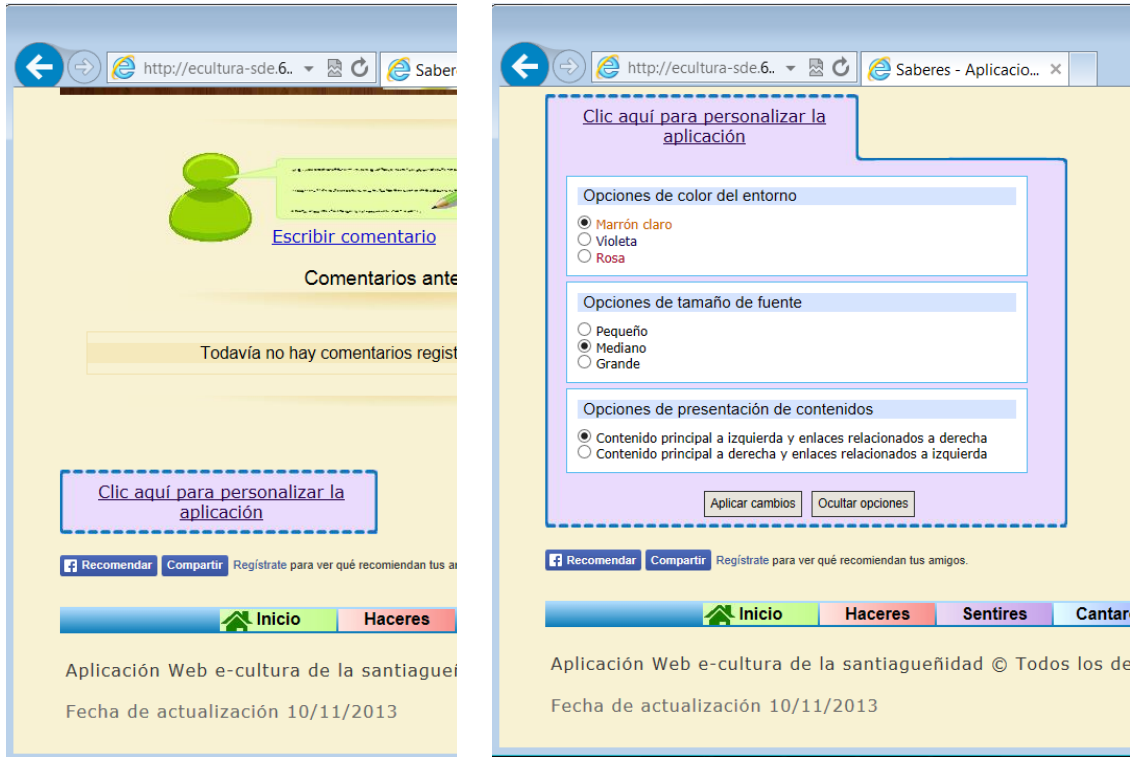 http://ecultura-sde.6..
Saber
Escribir comentario
Comentarios ante
Todavía no hay comentarios regist
Clic aquí para personalizar la
aplicación
Recomendar Compartir Regístrate para ver qué recomiendan tus a
Inicio Haceres
Aplicación Web e-cultura de la santiagueñ
Fecha de actualización 10/11/2013
http://ecultura-sde.6..
Saberes - Aplicacio...
Clic aquí para personalizar la
aplicación
Opciones de color del entorno
Marrón claro
Violeta
Rosa
Opciones de tamaño de fuente
Pequeño
Mediano
Grande
Opciones de presentación de contenidos
Contenido principal a izquierda y enlaces relacionados a derecha
Contenido principal a derecha y enlaces relacionados a izquierda
Aplicar cambios Ocultar opciones
Recomendar Compartir Regístrate para ver qué recomiendan tus amigos.
Inicio Haceres Sentires Cantar
Aplicación Web e-cultura de la santiagueñidad © Todos los de
Fecha de actualización 10/11/2013